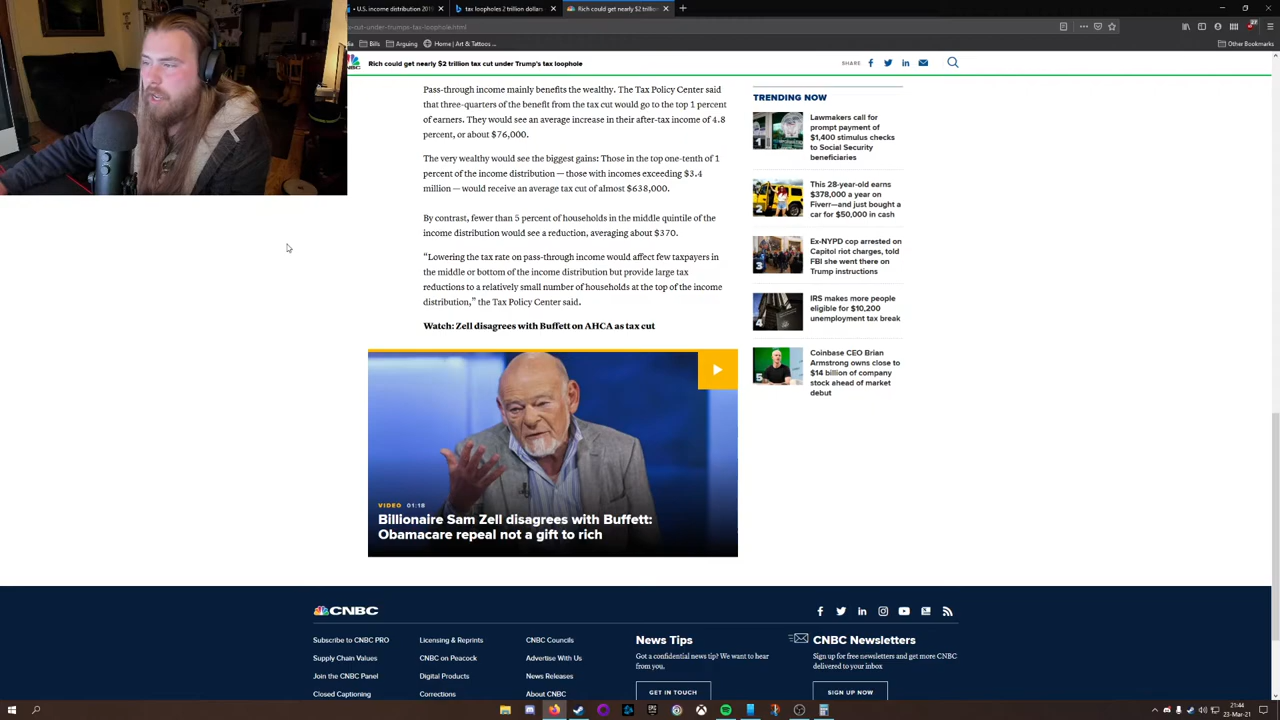 U.S. income distribution 2019
tax loopholes 2 trillion dollars
Rich could get nearly $2 trillion
-cut-under-trumps-tax-loophole.html
Bills
Arguing
Home | Art & Tattoos ...
Other Bookmarks
Rich could get nearly $2 trillion tax cut under Trump's tax loophole
SHARE
Pass-through income mainly benefits the wealthy. The Tax Policy Center said
that three-quarters of the benefit from the tax cut would go to the top 1 percent
of earners. They would see an average increase in their after-tax income of 4.8
percent, or about $76,000.
The very wealthy would see the biggest gains: Those in the top one-tenth of 1
percent of the income distribution — those with incomes exceeding $3.4
million — would receive an average tax cut of almost $638,000.
By contrast, fewer than 5 percent of households in the middle quintile of the
income distribution would see a reduction, averaging about $370.
"Lowering the tax rate on pass-through income would affect few taxpayers in
the middle or bottom of the income distribution but provide large tax
reductions to a relatively small number of households at the top of the income
distribution," the Tax Policy Center said.
Watch: Zell disagrees with Buffett on AHCA as tax cut
VIDEO 01:18
Billionaire Sam Zell disagrees with Buffett:
Obamacare repeal not a gift to rich
TRENDING NOW
1
Lawmakers call for
prompt payment of
$1,400 stimulus checks
to Social Security
beneficiaries
2
This 28-year-old earns
$378,000 a year on
Fiverr—and just bought a
car for $50,000 in cash
3
Ex-NYPD cop arrested on
Capitol riot charges, told
FBI she went there on
Trump instructions
4
IRS makes more people
eligible for $10,200
unemployment tax break
5
Coinbase CEO Brian
Armstrong owns close to
$14 billion of company
stock ahead of market
debut
CNBC
Subscribe to CNBC PRO
Licensing & Reprints
CNBC Councils
Supply Chain Values
CNBC on Peacock
Advertise With Us
Join the CNBC Panel
Digital Products
News Releases
Closed Captioning
Corrections
About CNBC
News Tips
Got a confidential news tip? We want to hear
from you.
GET IN TOUCH
CNBC Newsletters
Sign up for free newsletters and get more CNBC
delivered to your inbox
SIGN UP NOW
21:44
23-Mar-21